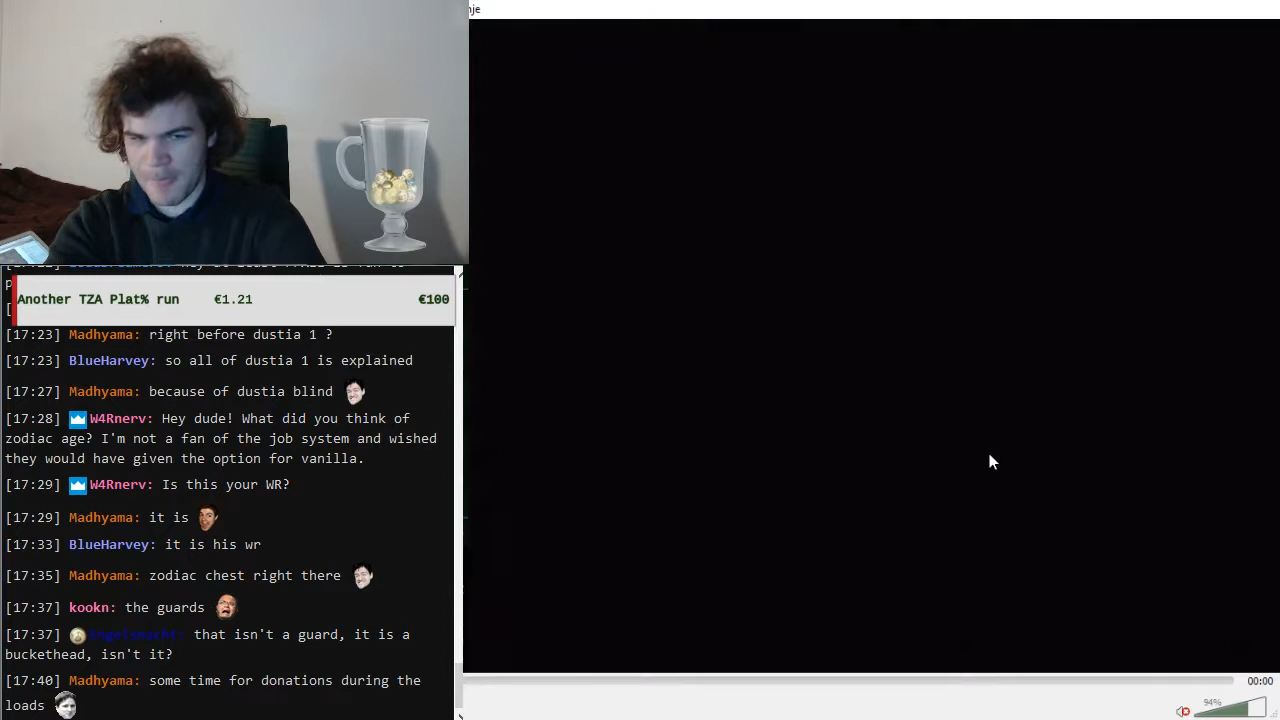 nje
Another TZA Plat% run €1.21 €100
[17:23] Madhyama: right before dustia 1 ?
[17:23] BlueHarvey: so all of dustia 1 is explained
[17:27] Madhyama: because of dustia blind
[17:28] W4Rnerv: Hey dude! What did you think of
zodiac age? I'm not a fan of the job system and wished
they would have given the option for vanilla.
[17:29] W4Rnerv: Is this your WR?
[17:29] Madhyama: it is
[17:33] BlueHarvey: it is his wr
[17:35] Madhyama: zodiac chest right there
[17:37] kookn: the guards
[17:37] Engelsmacht: that isn't a guard, it is a
buckethead, isn't it?
[17:40] Madhyama: some time for donations during the
loads
00:00
94%